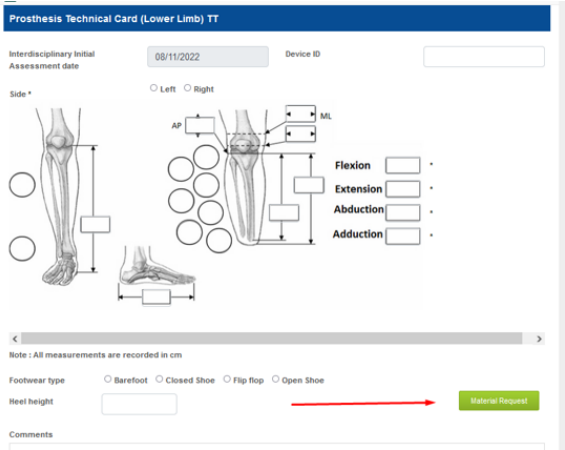 Prosthesis Technical Card (Lower Limb) TT
Interdisciplinary Initial
Assessment date
08/11/2022
Device ID
Side *
Left Right
AP
ML
Flexion °
Extension °
Abduction °
Adduction °
Note : All measurements are recorded in cm
Footwear type
Barefoot Closed Shoe Flip flop Open Shoe
Heel height
Material Request
Comments